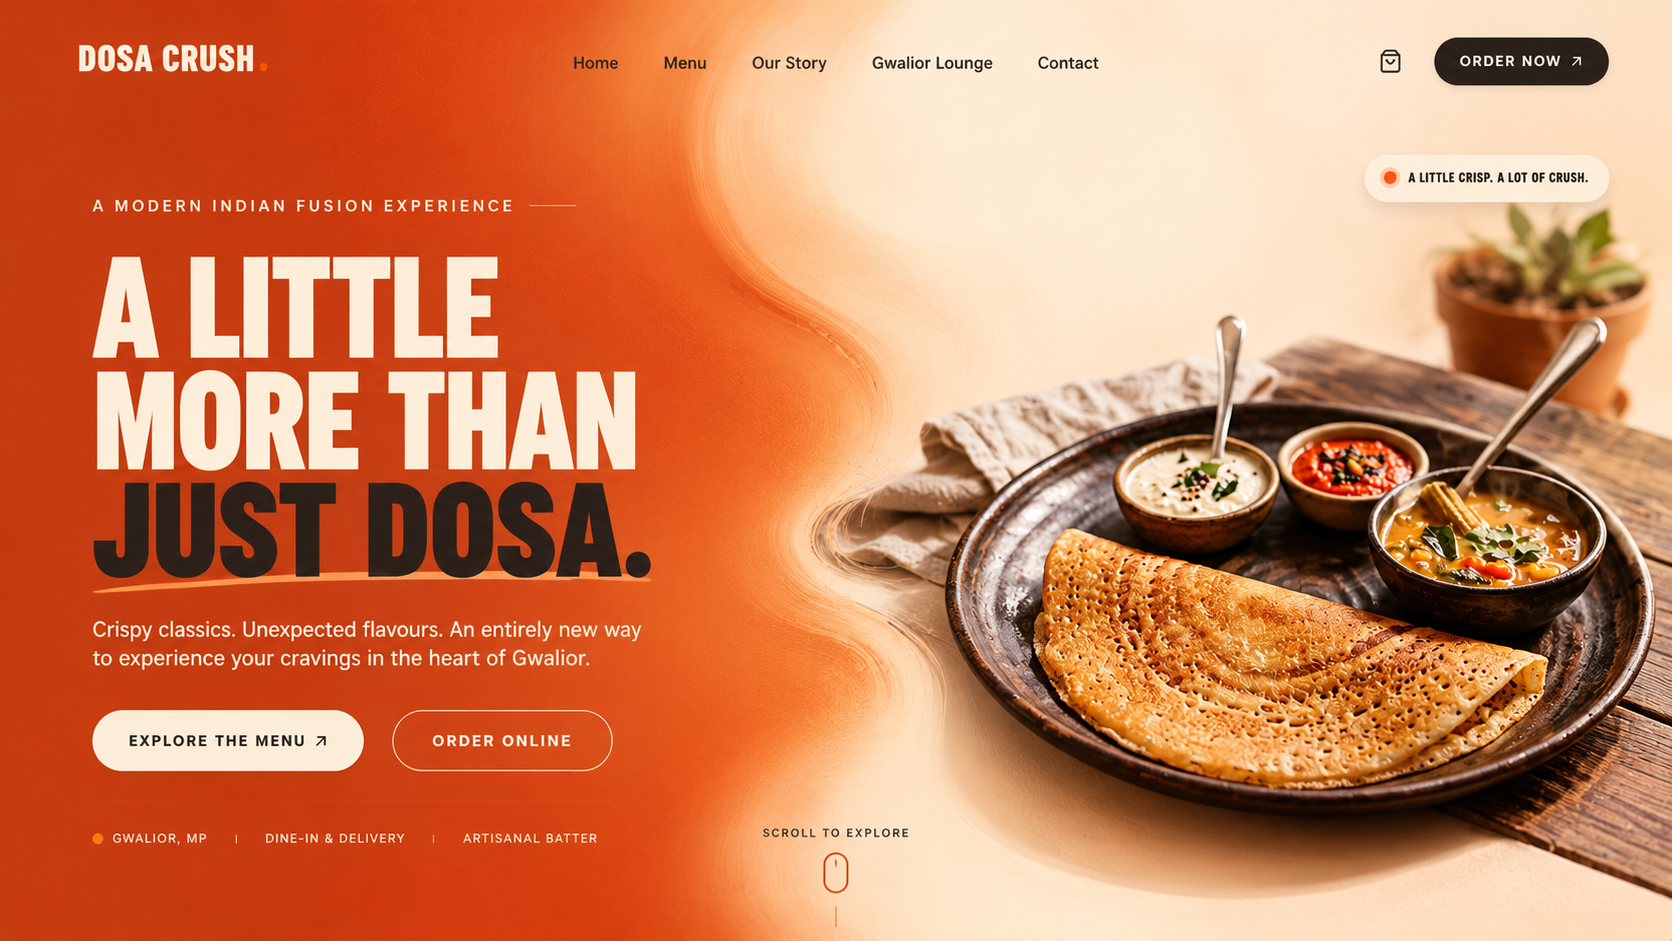 DOSA CRUSH.
Home
Menu
Our Story
Gwalior Lounge
Contact
ORDER NOW
A LITTLE CRISP. A LOT OF CRUSH.
A MODERN INDIAN FUSION EXPERIENCE
A LITTLE
MORE THAN
JUST DOSA.
Crispy classics. Unexpected flavours. An entirely new way
to experience your cravings in the heart of Gwalior.
EXPLORE THE MENU
ORDER ONLINE
GWALIOR, MP
DINE-IN & DELIVERY
ARTISANAL BATTER
SCROLL TO EXPLORE